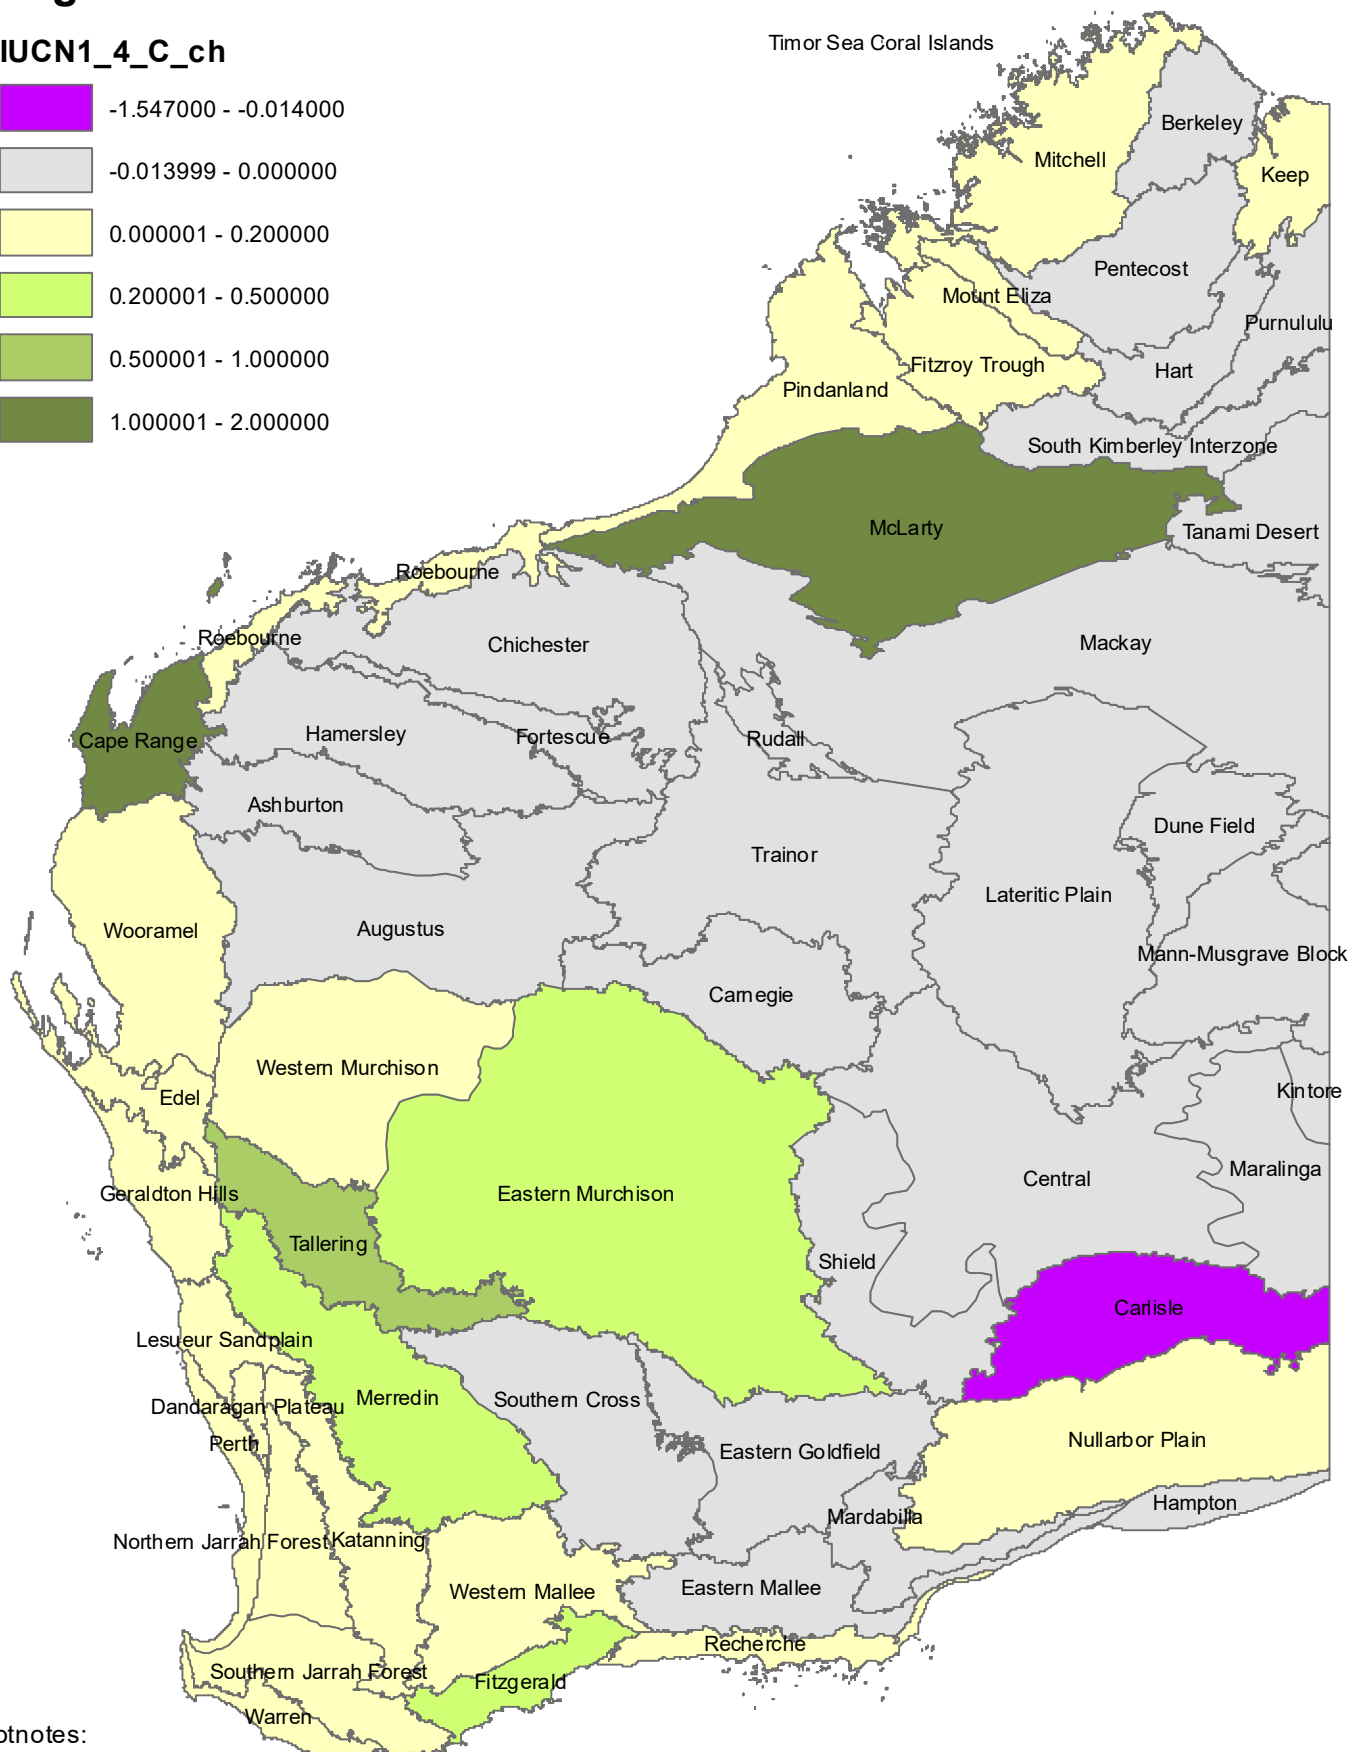 IUCN1_4_C_ch
-1.547000 - -0.014000
-0.013999 - 0.000000
0.000001 - 0.200000
0.200001 - 0.500000
0.500001 - 1.000000
1.000001 - 2.000000
Timor Sea Coral Islands
Berkeley
Mitchell
Keep
Pentecost
Mount Eliza
Purnululu
Fitzroy Trough
Hart
Pindanland
South Kimberley Interzone
McLarty
Tanami Desert
Roebourne
Roebourne
Chichester
Mackay
Hamersley
Fortescue
Rudall
Cape Range
Ashburton
Dune Field
Trainor
Lateritic Plain
Wooramel
Augustus
Mann-Musgrave Block
Carnegie
Western Murchison
Edel
Kintore
Central
Maralinga
Geraldton Hills
Eastern Murchison
Tallering
Shield
Carlisle
Lesueur Sandplain
Merredin
Southern Cross
Dandaragan Plateau
Perth
Eastern Goldfield
Nullarbor Plain
Hampton
Mardabilla
Northern Jarrah Forest
Katanning
Western Mallee
Eastern Mallee
Recherche
Southern Jarrah Forest
Fitzgerald
Warren
otnotes: